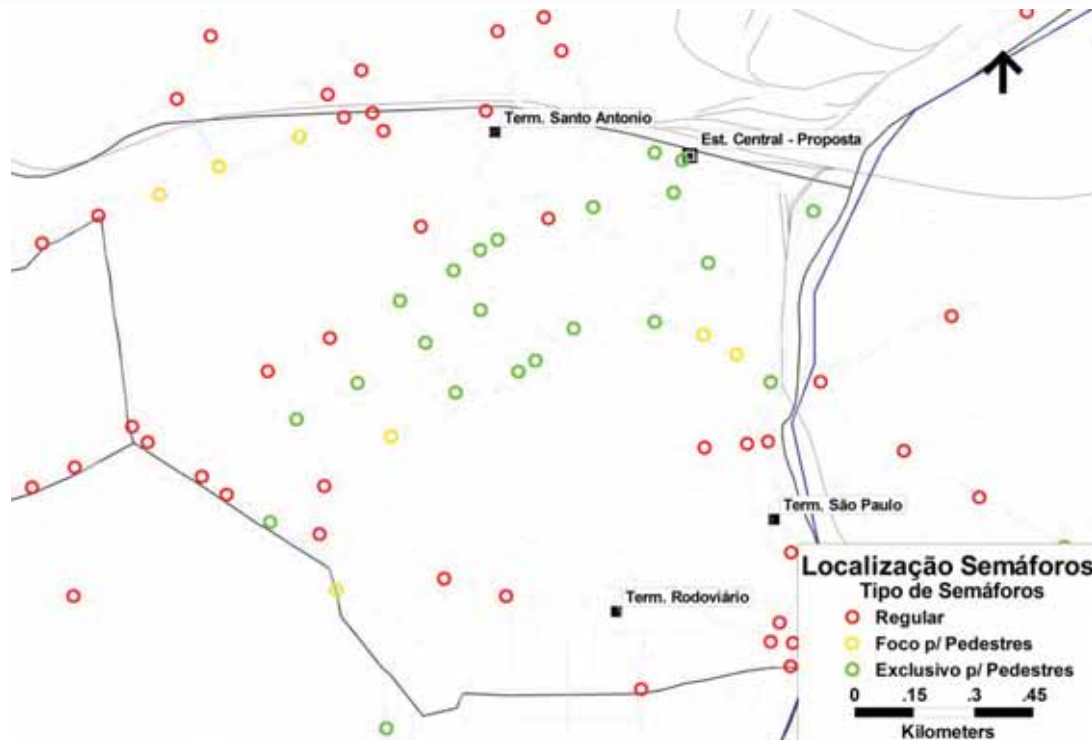 Term. Santo Antonio
Est. Central - Proposta
Term. São Paulo
Term. Rodoviário
Localização Semáforos
Tipo de Semáforos
Regular
Foco p/ Pedestres
Exclusivo p/ Pedestres
0 .15 .3 .45
Kilometers